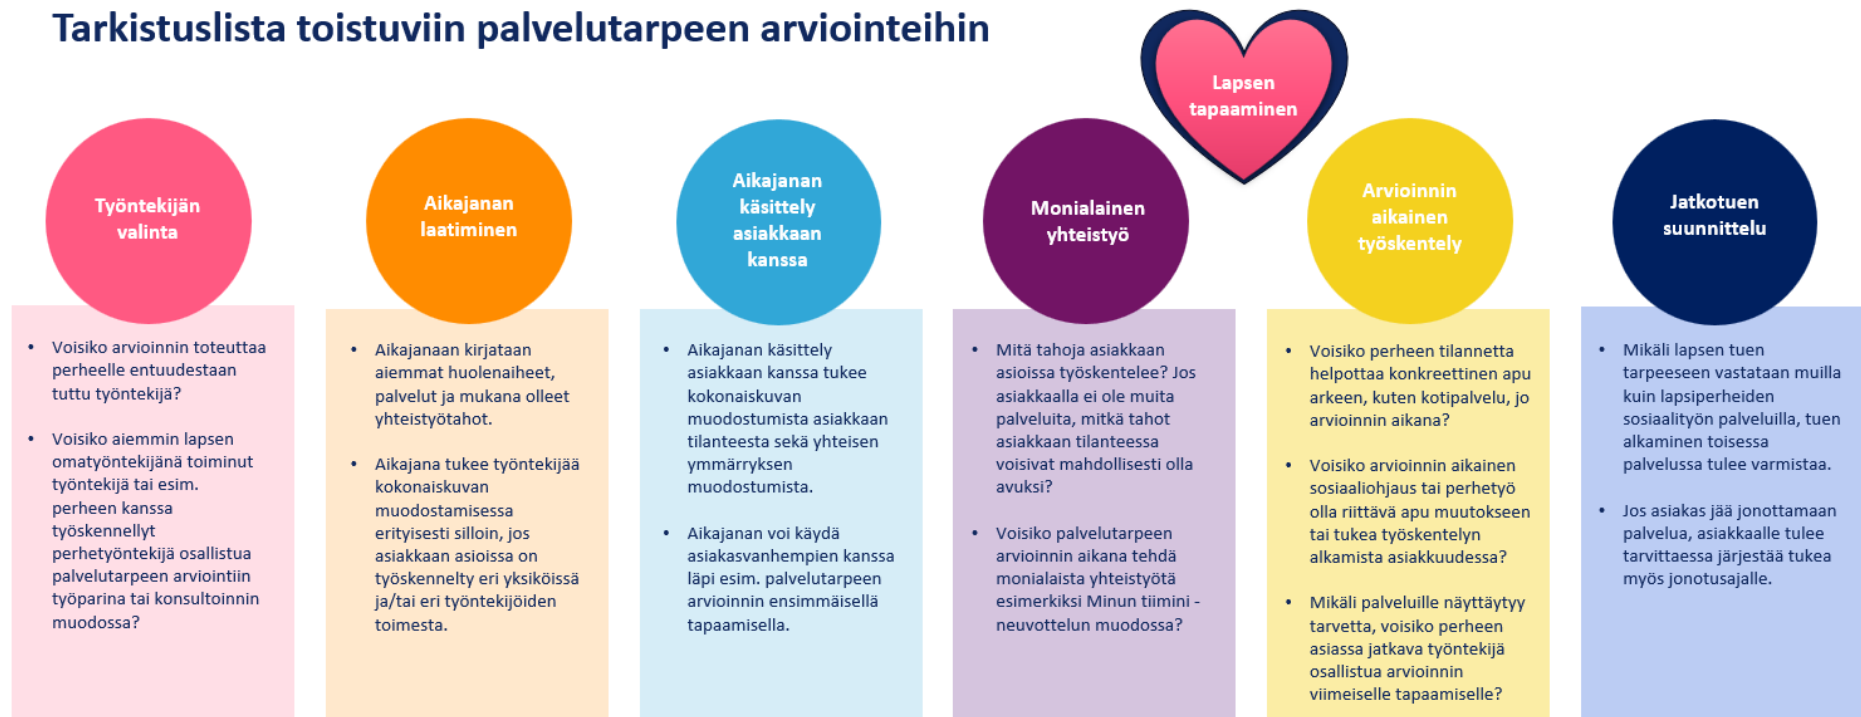 Tarkistuslista toistuviin palvelutarpeen arviointeihin
Lapsen
tapaaminen
Työntekijän
valinta
• Voisiko arvioinnin toteuttaa
perheelle entuudestaan
tuttu työntekijä?
• Voisiko aiemmin lapsen
omatyöntekijänä toiminut
työntekijä tai esim.
perheen kanssa
työskennellyt
perhetyöntekijä osallistua
palvelutarpeen arviointiin
työparina tai konsultoinnin
muodossa?
Aikajanan
laatiminen
• Aikajanaan kirjataan
aiemmat huolenaiheet,
palvelut ja mukana olleet
yhteistyötahot.
• Aikajana tukee työntekijää
kokonaiskuvan
muodostamisessa
erityisesti silloin, jos
asiakkaan asioissa on
työskennelty eri yksiköissä
ja/tai eri työntekijöiden
toimesta.
Aikajanan
käsittely
asiakkaan
kanssa
• Aikajanan käsittely
asiakkaan kanssa tukee
kokonaiskuvan
muodostumista asiakkaan
tilanteesta sekä yhteisen
ymmärryksen
muodostumista.
• Aikajanan voi käydä
asiakasvanhempien kanssa
läpi esim. palvelutarpeen
arvioinnin ensimmäisellä
tapaamisella.
Monialainen
yhteistyö
• Mitä tahoja asiakkaan
asioissa työskentelee? Jos
asiakkaalla ei ole muita
palveluita, mitkä tahot
asiakkaan tilanteessa
voisivat mahdollisesti olla
avuksi?
• Voisiko palvelutarpeen
arvioinnin aikana tehdä
monialaista yhteistyötä
esimerkiksi Minun tiimini -
neuvottelun muodossa?
Arvioinnin
aikainen
työskentely
• Voisiko perheen tilannetta
helpottaa konkreettinen apu
arkeen, kuten kotipalvelu, jo
arvioinnin aikana?
• Voisiko arvioinnin aikainen
sosiaaliohjaus tai perhetyö
olla riittävä apu muutokseen
tai tukea työskentelyn
alkamista asiakkuudessa?
• Mikäli palveluille näyttäytyy
tarvetta, voisiko perheen
asiassa jatkava työntekijä
osallistua arvioinnin
viimeiselle tapaamiselle?
Jatkotuen
suunnittelu
• Mikäli lapsen tuen
tarpeeseen vastataan muilla
kuin lapsiperheiden
sosiaalityön palveluilla, tuen
alkaminen toisessa
palvelussa tulee varmistaa.
• Jos asiakas jää jonottamaan
palvelua, asiakkaalle tulee
tarvittaessa järjestää tukea
myös jonotusajalle.